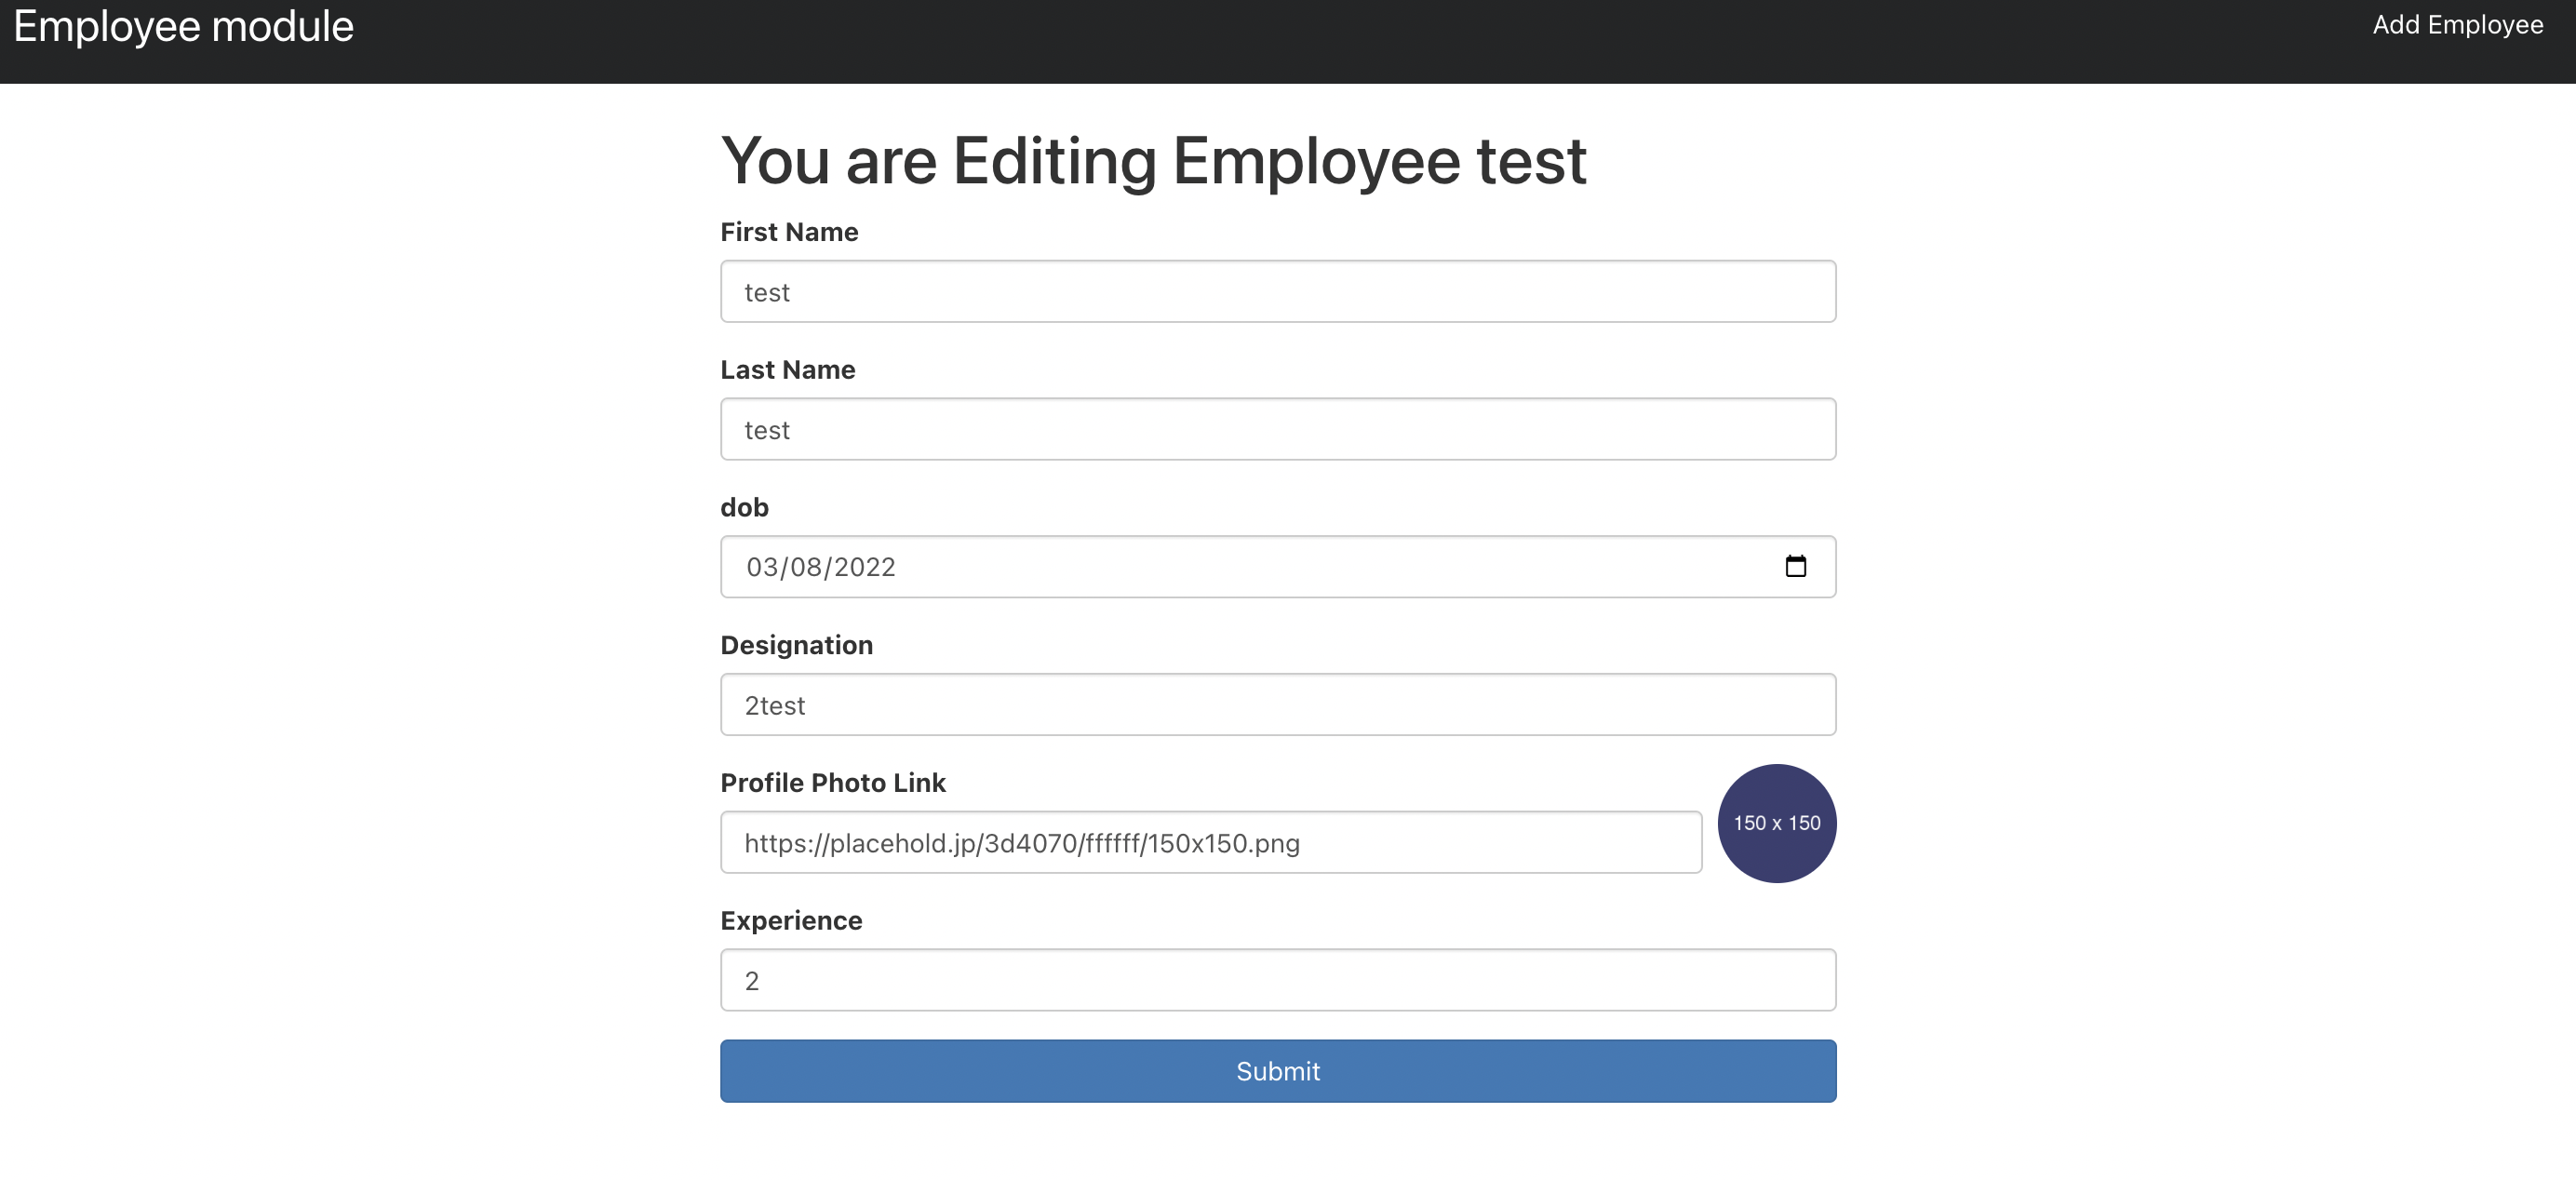 Employee module
Add Employee
You are Editing Employee test
First Name
test
Last Name
test
dob
03/08/2022
Designation
2test
Profile Photo Link
https://placehold.jp/3d4070/ffffff/150x150.png
150 x 150
Experience
2
Submit